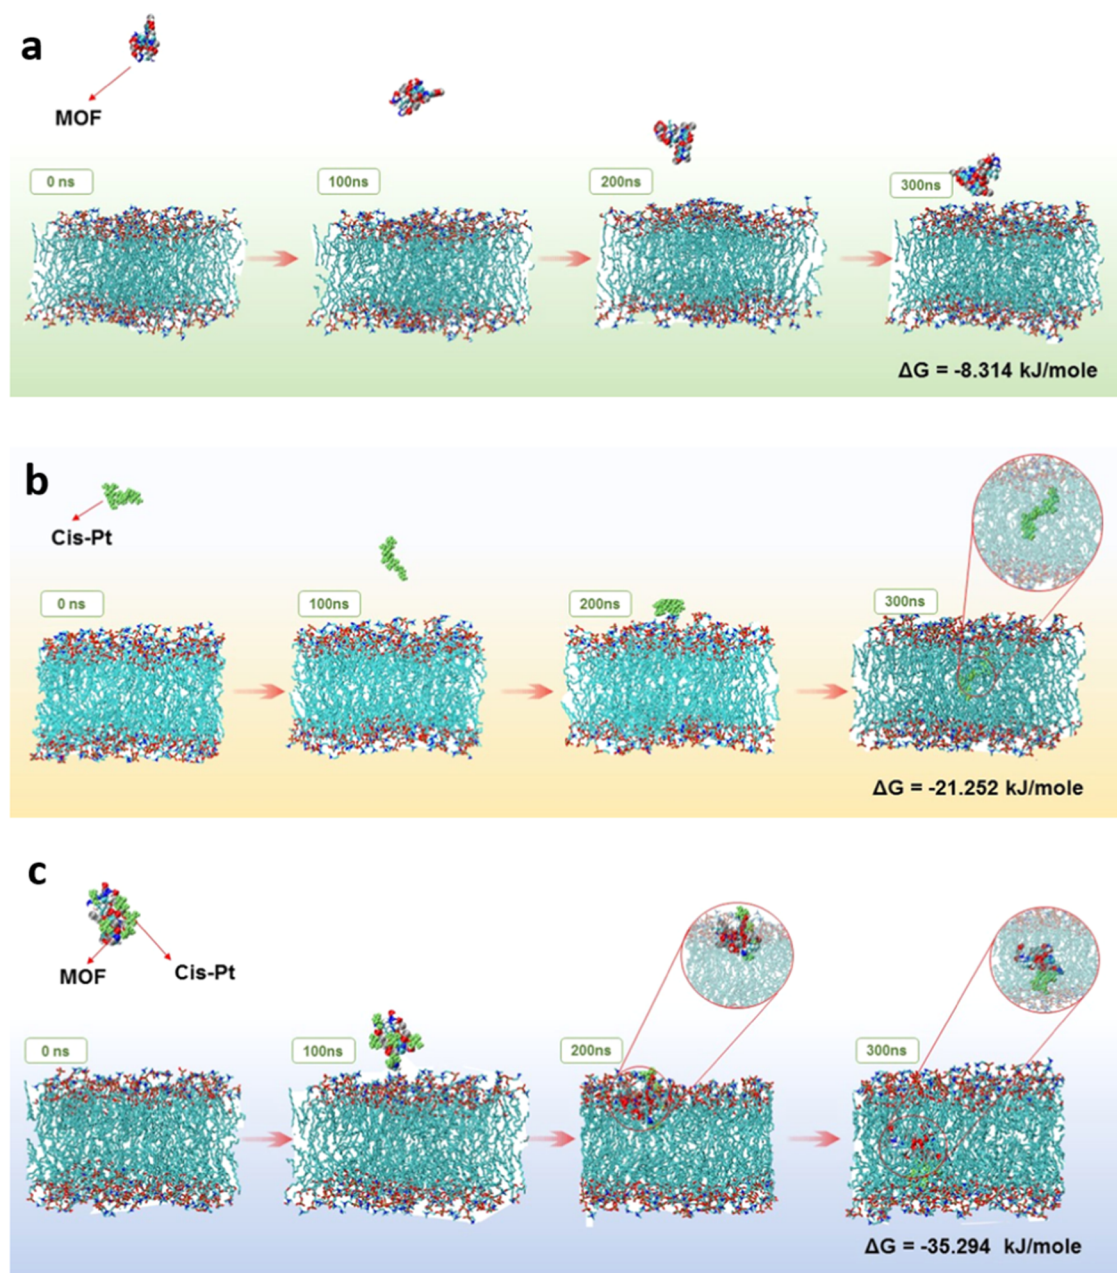 a
MOF
0 ns
100ns
200ns
300ns
ΔG = -8.314 kJ/mole
b
Cis-Pt
0 ns
100ns
200ns
300ns
ΔG = -21.252 kJ/mole
c
MOF
Cis-Pt
0 ns
100ns
200ns
300ns
ΔG = -35.294 kJ/mole